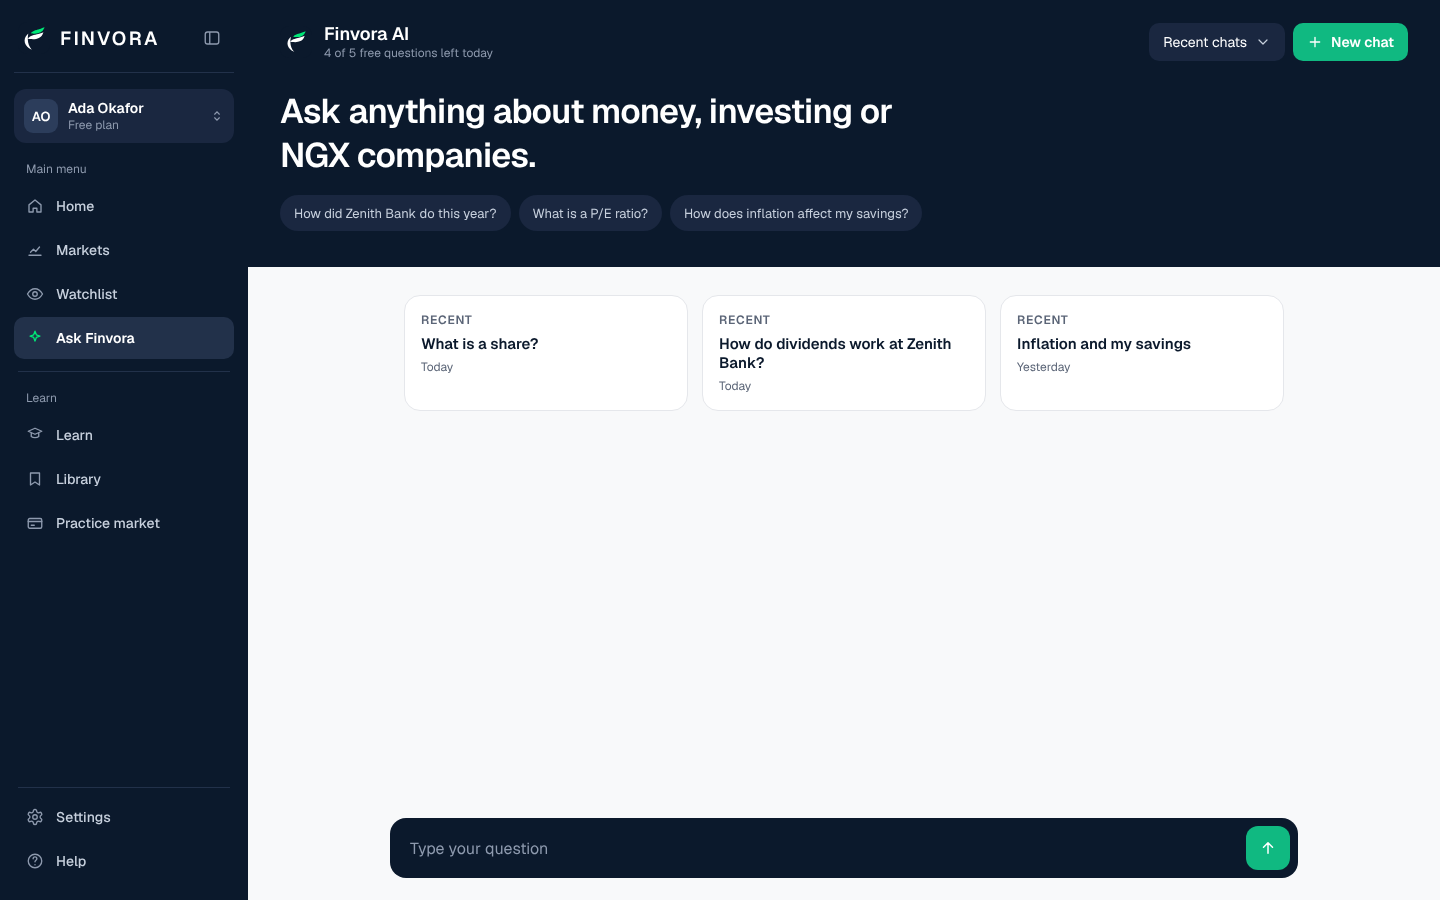 FINVORA
AO
Ada Okafor
Free plan
Main menu
Home
Markets
Watchlist
Ask Finvora
Learn
Learn
Library
Practice market
Settings
Help
Finvora AI
4 of 5 free questions left today
Recent chats
New chat
Ask anything about money, investing or
NGX companies.
How did Zenith Bank do this year?
What is a P/E ratio?
How does inflation affect my savings?
RECENT
What is a share?
Today
RECENT
How do dividends work at Zenith
Bank?
Today
RECENT
Inflation and my savings
Yesterday
Type your question